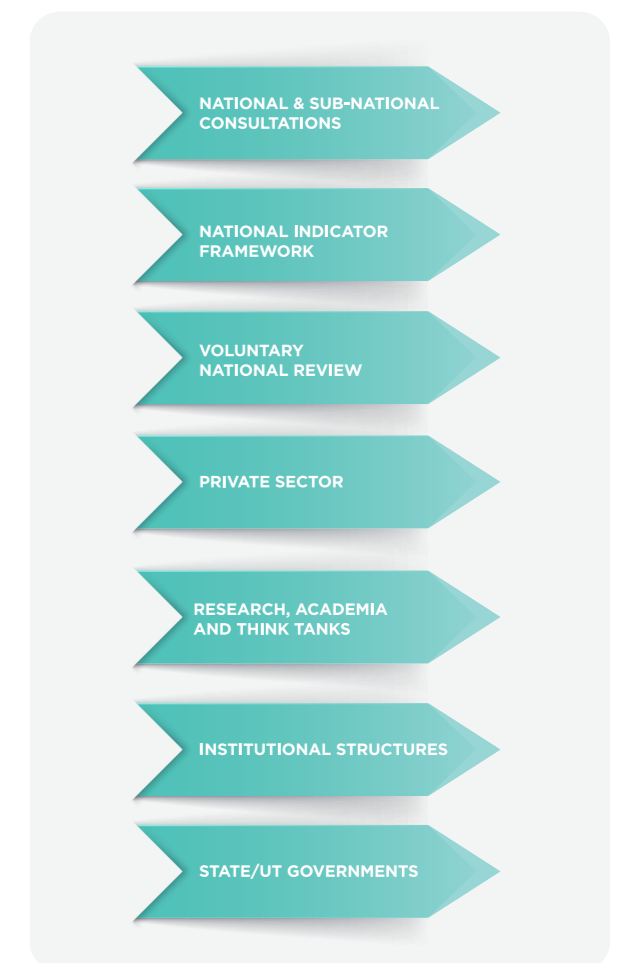 NATIONAL & SUB-NATIONAL
CONSULTATIONS
NATIONAL INDICATOR
FRAMEWORK
VOLUNTARY
NATIONAL REVIEW
PRIVATE SECTOR
RESEARCH, ACADEMIA
AND THINK TANKS
INSTITUTIONAL STRUCTURES
STATE/UT GOVERNMENTS